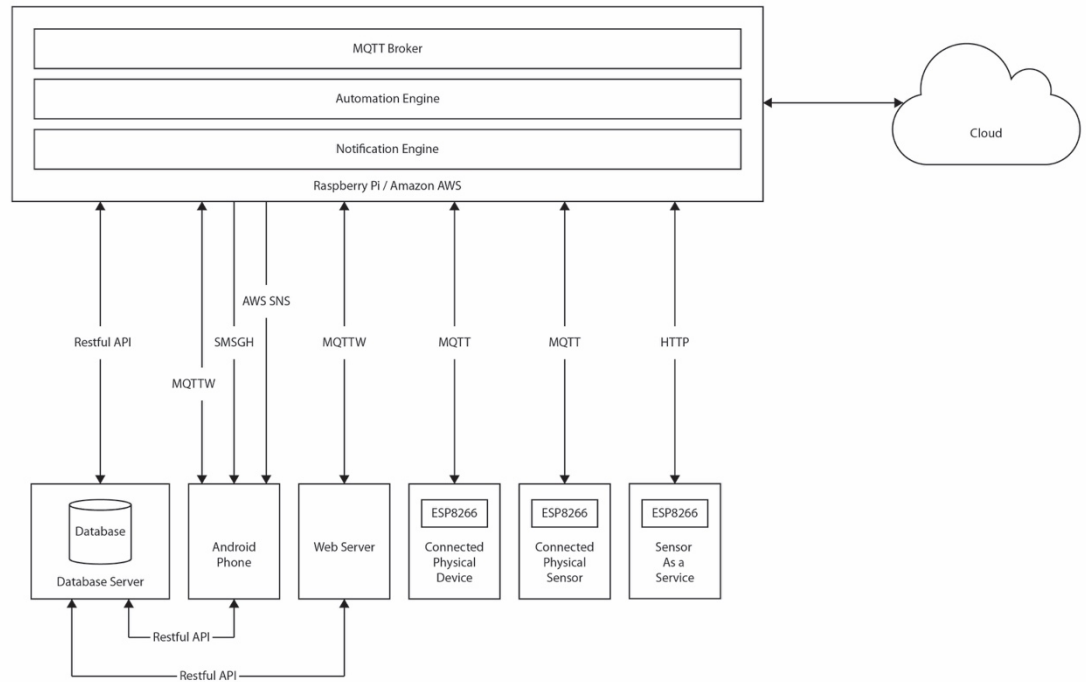 MQTT Broker
Automation Engine
Notification Engine
Raspberry Pi / Amazon AWS
Cloud
AWS SNS
Restful API
SMSGH
MQTTW
MQTT
MQTT
HTTP
MQTTW
Database
Database Server
Android
Phone
Web Server
ESP8266
Connected
Physical
Device
ESP8266
Connected
Physical
Sensor
ESP8266
Sensor
As a
Service
Restful API
Restful API